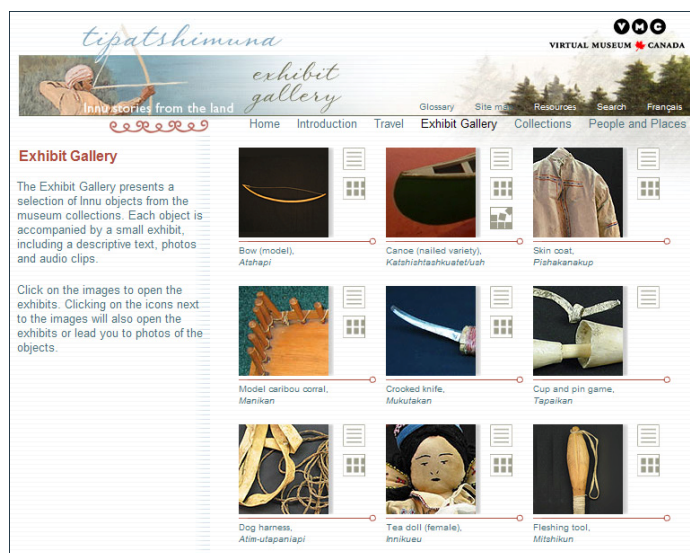 tipatshimuna
VMC
VIRTUAL MUSEUM CANADA
exhibit
gallery
Innu stories from the land
Glossary Site map Resources Search Français
Home Introduction Travel Exhibit Gallery Collections People and Places
Exhibit Gallery
The Exhibit Gallery presents a
selection of Innu objects from the
museum collections. Each object is
accompanied by a small exhibit,
including a descriptive text, photos
and audio clips.
Click on the images to open the
exhibits. Clicking on the icons next
to the images will also open the
exhibits or lead you to photos of the
objects.
Bow (model),
Atshapi
Canoe (nailed variety),
Katshishtashkuatet/ush
Skin coat,
Pishakanakup
Model caribou corral,
Manikan
Crooked knife,
Mukutakan
Cup and pin game,
Tapaikan
Dog harness,
Atim-utapaniapi
Tea doll (female),
Innikueu
Fleshing tool,
Mitshikun